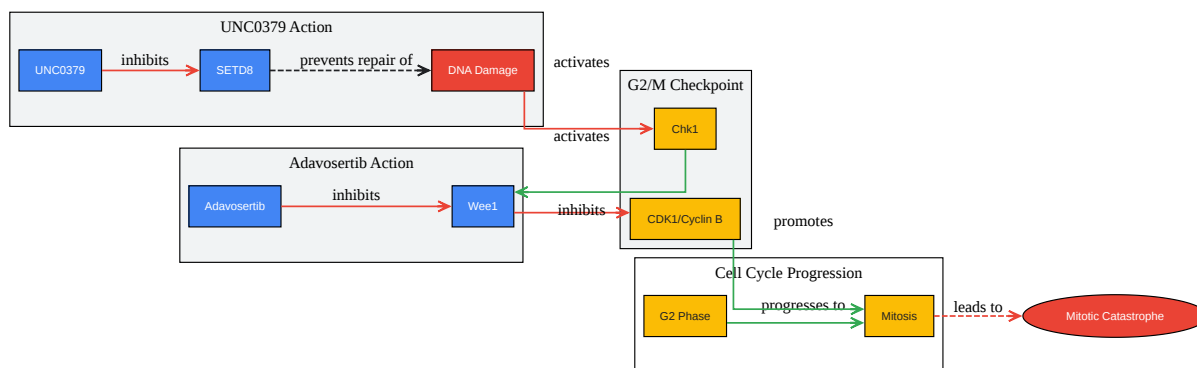 UNC0379 Action
UNC0379
inhibits
SETD8
prevents repair of
DNA Damage
activates
G2/M Checkpoint
Chk1
activates
Adavosertib Action
Adavosertib
inhibits
Wee1
inhibits
CDK1/Cyclin B
promotes
Cell Cycle Progression
G2 Phase
progresses to
Mitosis
leads to
Mitotic Catastrophe